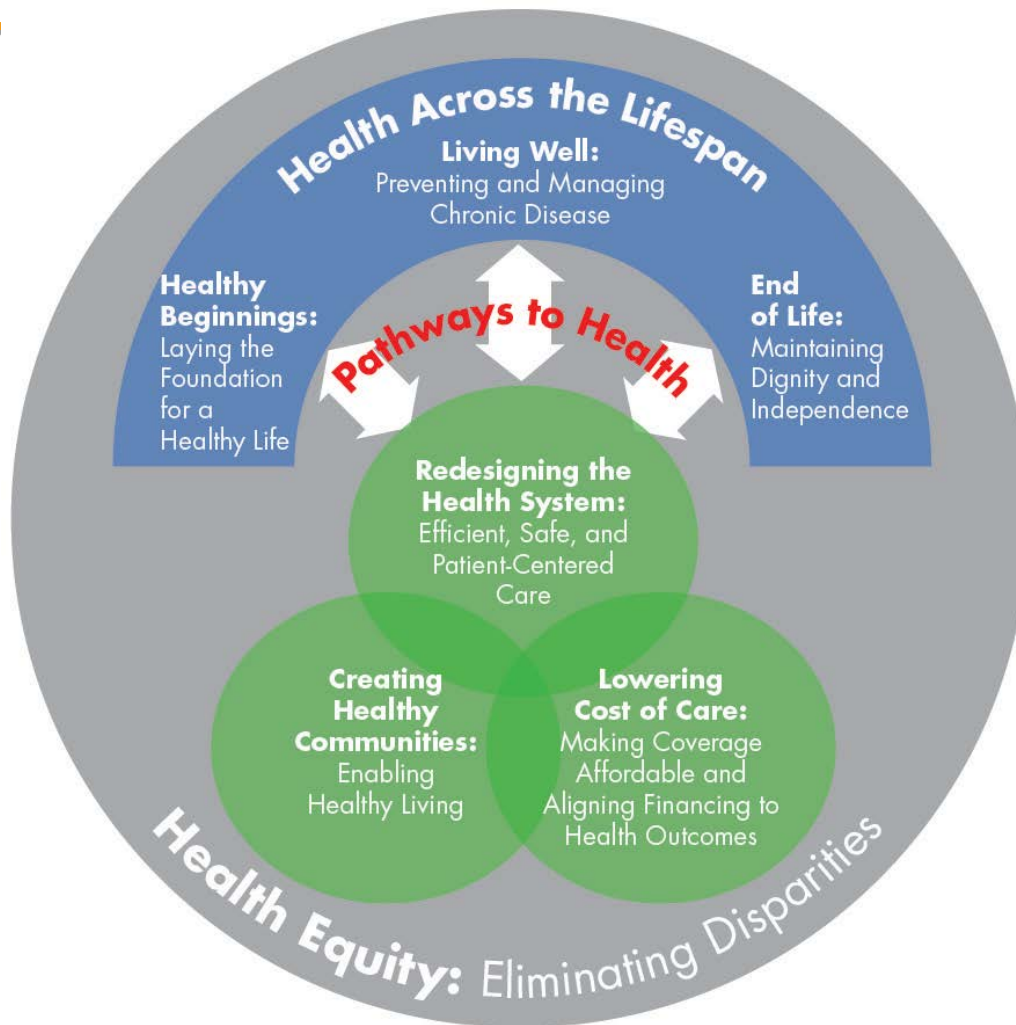 Health Across the Lifespan
Living Well:
Preventing and Managing
Chronic Disease
Healthy
Beginnings:
Laying the
Foundation
for a
Healthy Life
End
of Life:
Maintaining
Dignity and
Independence
Pathways to Health
Redesigning the
Health System:
Efficient, Safe, and
Patient-Centered
Care
Creating
Healthy
Communities:
Enabling
Healthy Living
Lowering
Cost of Care:
Making Coverage
Affordable and
Aligning Financing to
Health Outcomes
Health Equity: Eliminating Disparities